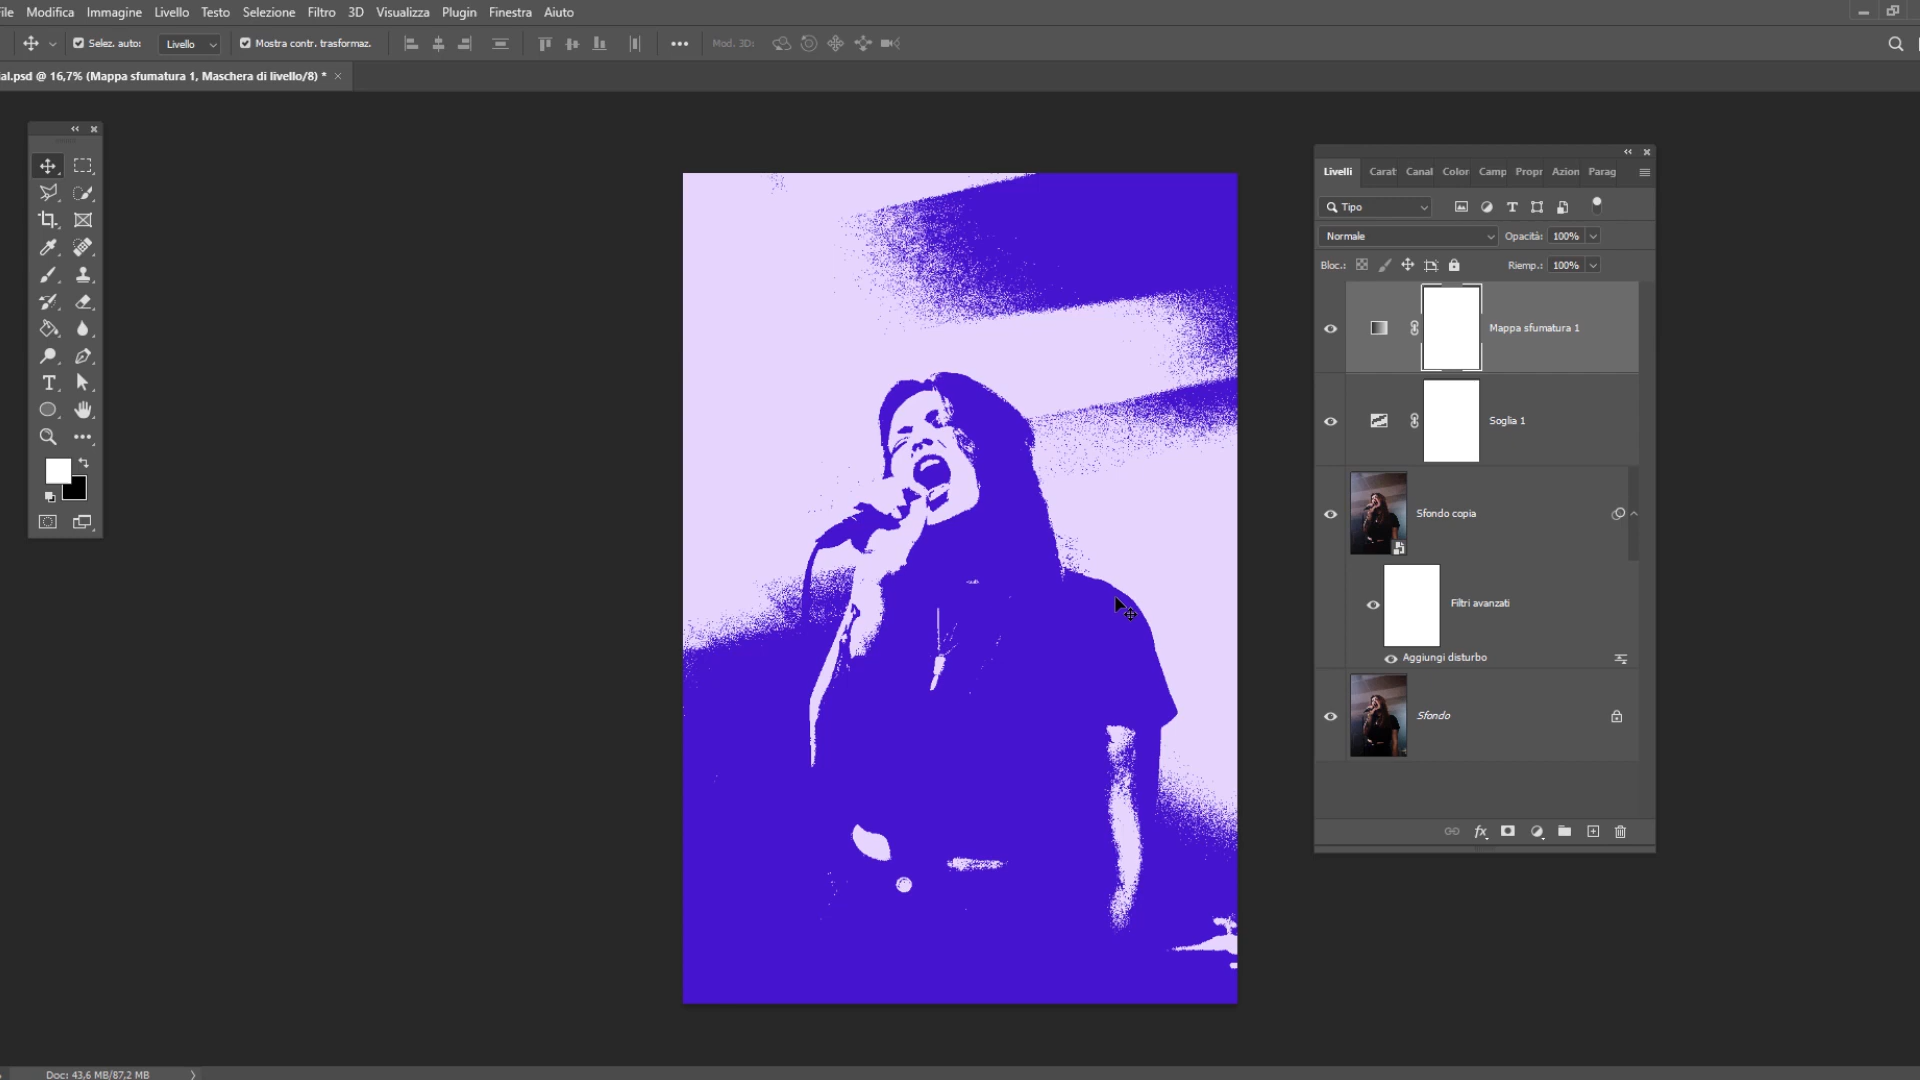 ile Modifica Immagine Livello Testo Selezione Filtro 3D Visualizza Plugin Finestra Aiuto
Selez. auto: Livello Mostra contr. trasformaz. Mod. 3D:
al.psd @ 16,7% (Mappa sfumatura 1, Maschera di livello/8) *
Livelli Carat Canal Color Camp Propr Azion Parag
Tipo
Normale Opacità: 100%
Bloc.: Riemp.: 100%
Mappa sfumatura 1
Soglia 1
Sfondo copia
Filtri avanzati
Aggiungi disturbo
Sfondo
fx
Doc: 43,6 MB/87,2 MB